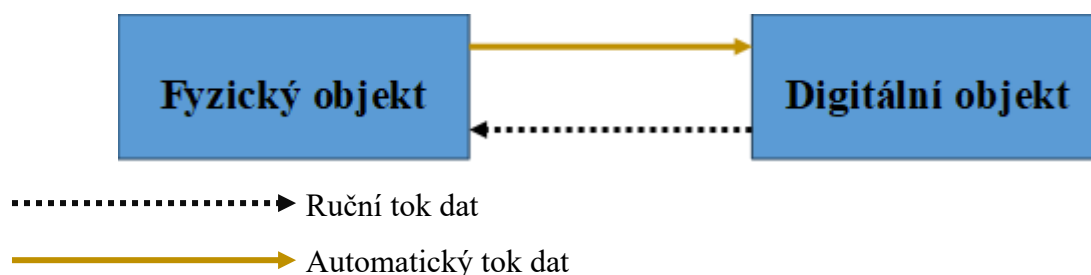 Fyzický objekt
Digitální objekt
Ruční tok dat
Automatický tok dat